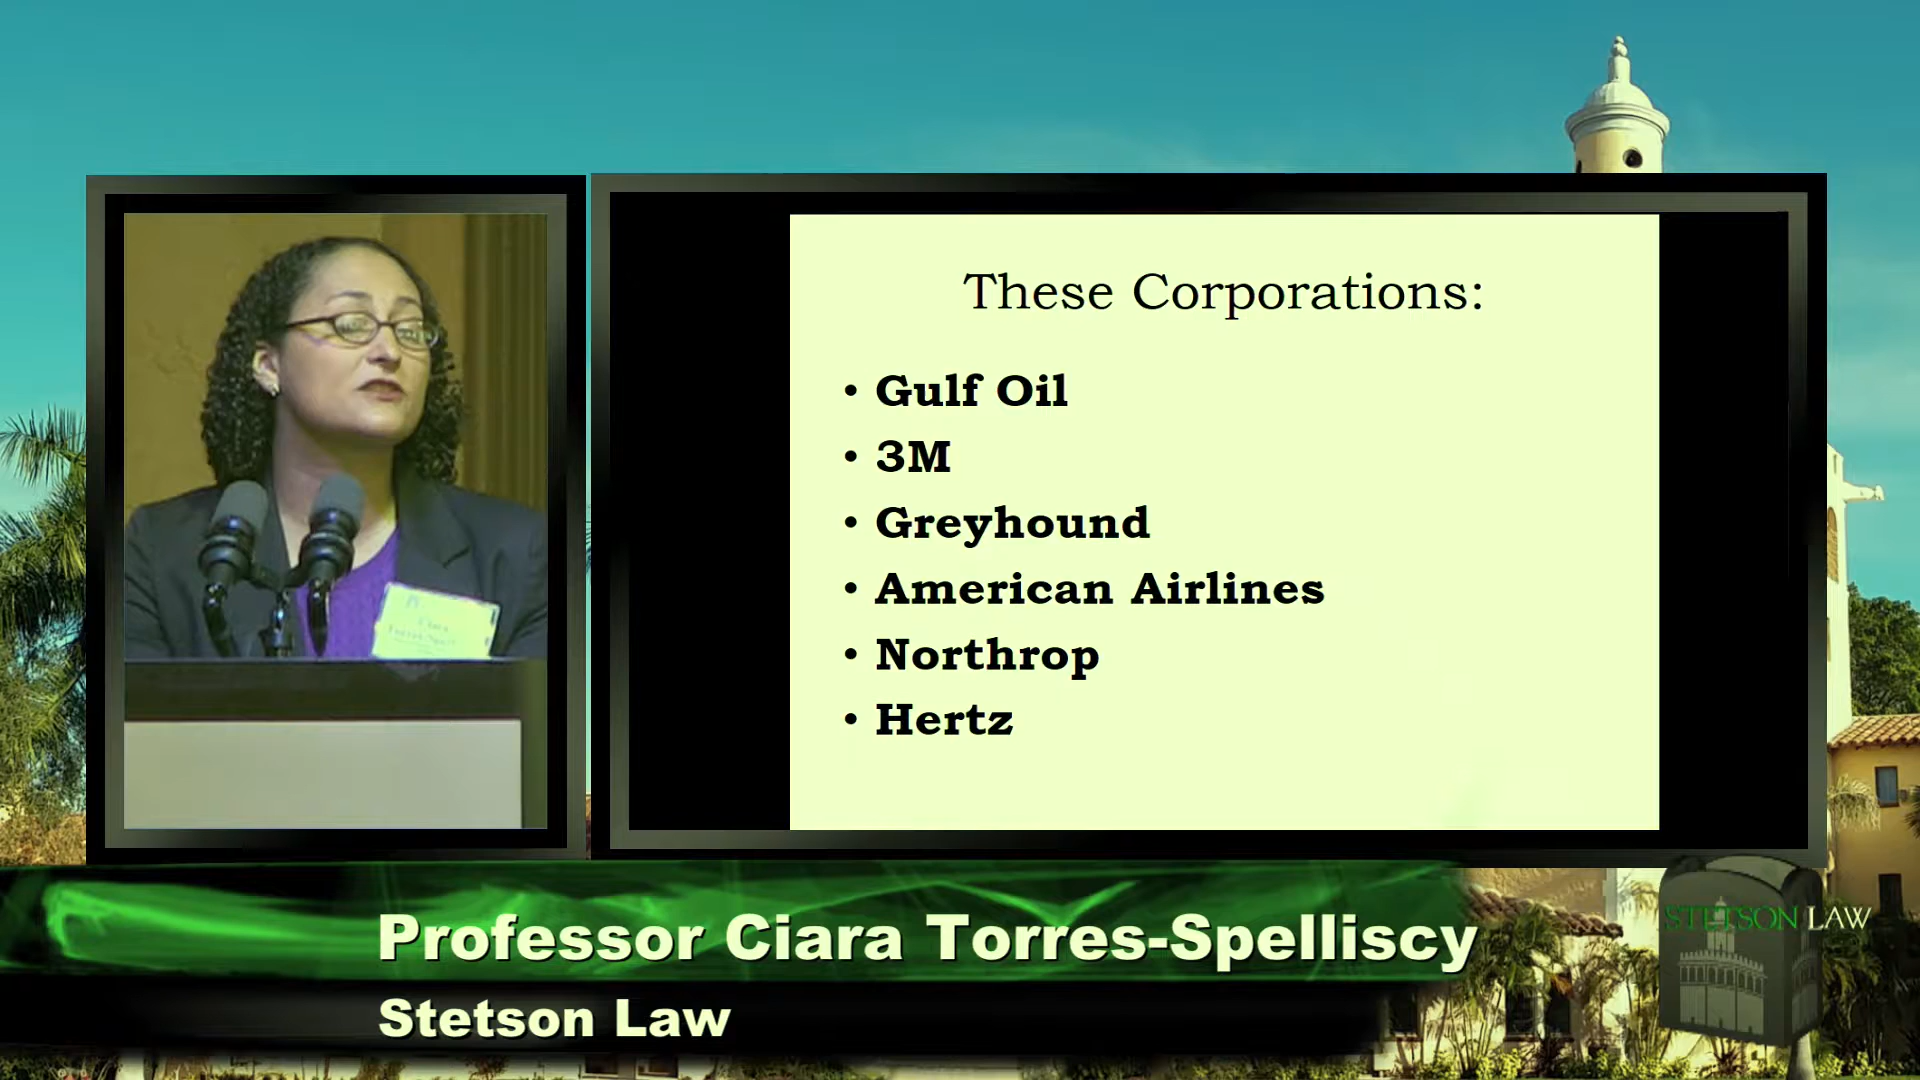 These Corporations:
• Gulf Oil
• 3M
• Greyhound
• American Airlines
• Northrop
• Hertz
Professor Ciara Torres-Spelliscy
Stetson Law
STETSON LAW